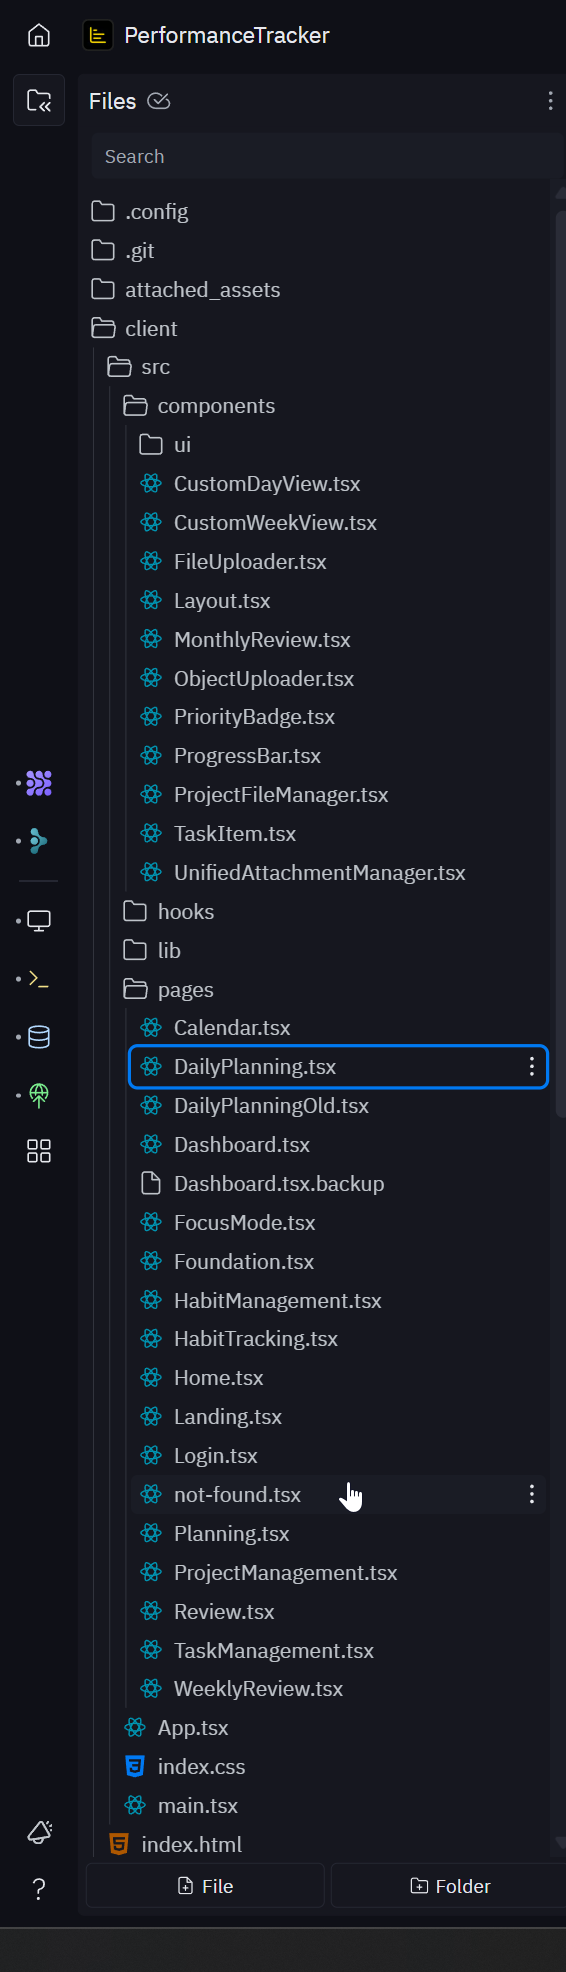 PerformanceTracker
Files
Search
.config
.git
attached_assets
client
src
components
ui
CustomDayView.tsx
CustomWeekView.tsx
FileUploader.tsx
Layout.tsx
MonthlyReview.tsx
ObjectUploader.tsx
PriorityBadge.tsx
ProgressBar.tsx
ProjectFileManager.tsx
TaskItem.tsx
UnifiedAttachmentManager.tsx
hooks
lib
pages
Calendar.tsx
DailyPlanning.tsx
DailyPlanningOld.tsx
Dashboard.tsx
Dashboard.tsx.backup
FocusMode.tsx
Foundation.tsx
HabitManagement.tsx
HabitTracking.tsx
Home.tsx
Landing.tsx
Login.tsx
not-found.tsx
Planning.tsx
ProjectManagement.tsx
Review.tsx
TaskManagement.tsx
WeeklyReview.tsx
App.tsx
index.css
main.tsx
index.html
File Folder